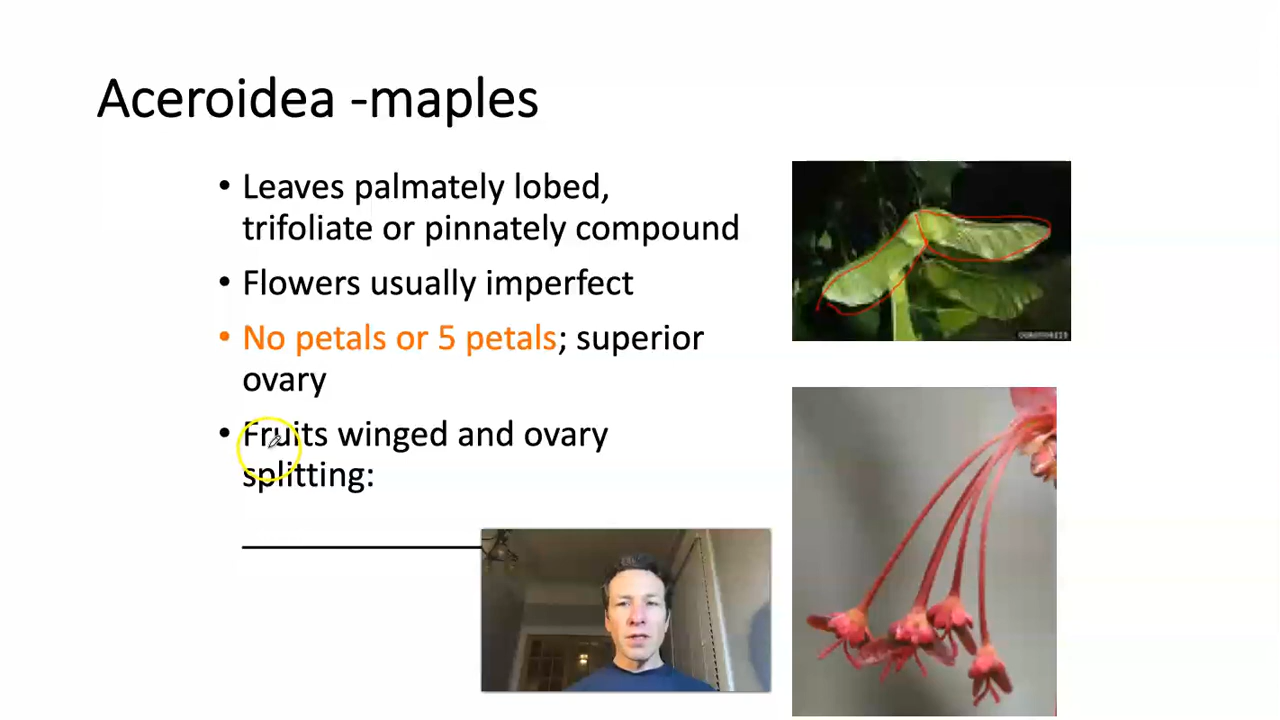 Aceroidea -maples
• Leaves palmately lobed,
trifoliate or pinnately compound
• Flowers usually imperfect
• No petals or 5 petals; superior
ovary
• Fruits winged and ovary
splitting: